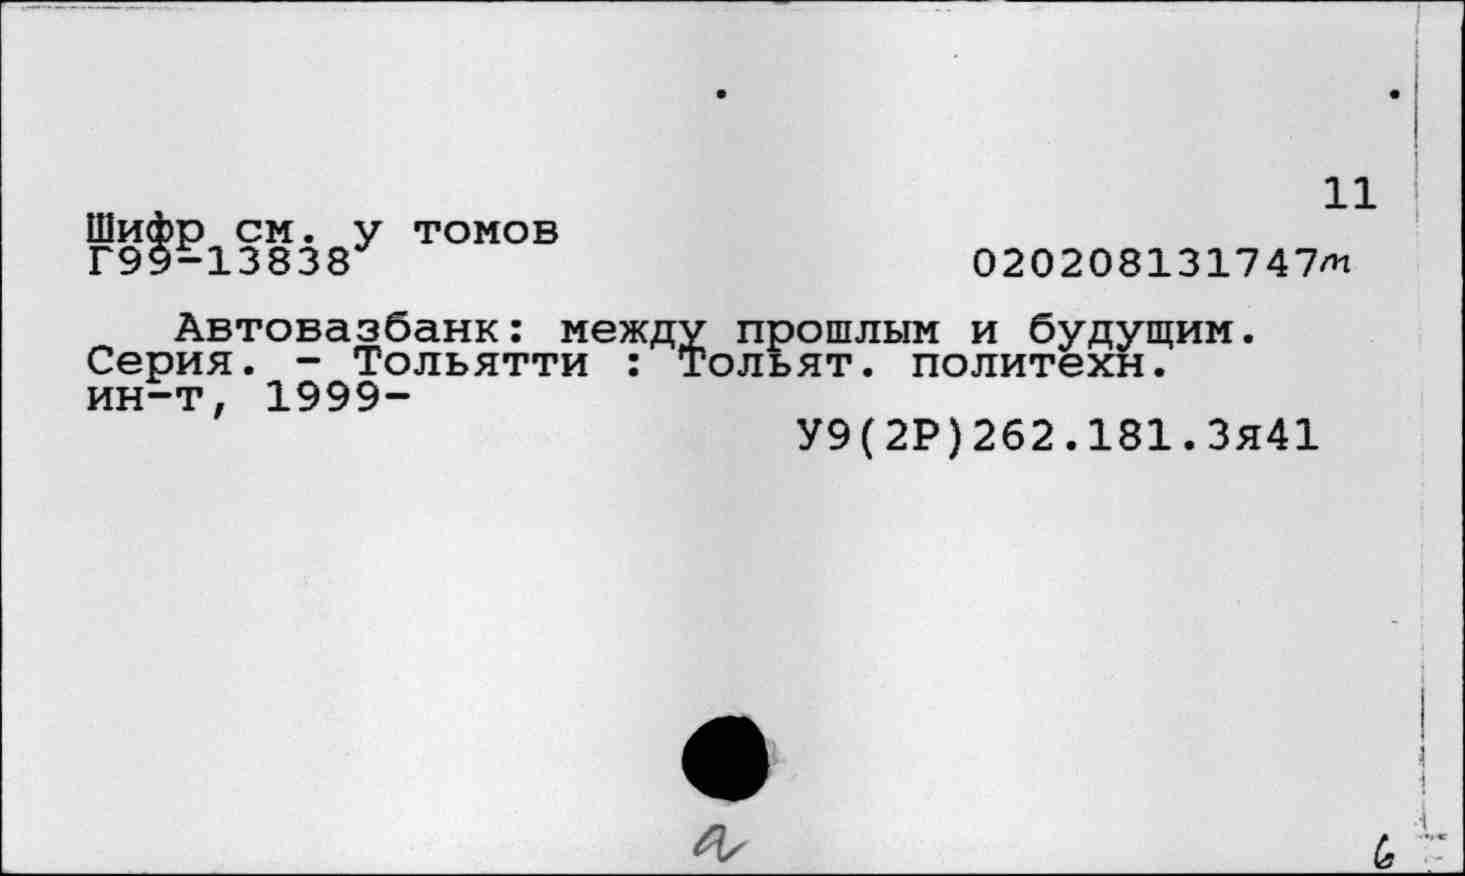 11
Шифр см. у томов
Г99-13838
020208131747м
Автовазбанк: между прошлым и будущим.
Серия. - Тольятти : Тольят. политехн.
ин-т, 1999-
У9(2Р)262.181.3я41